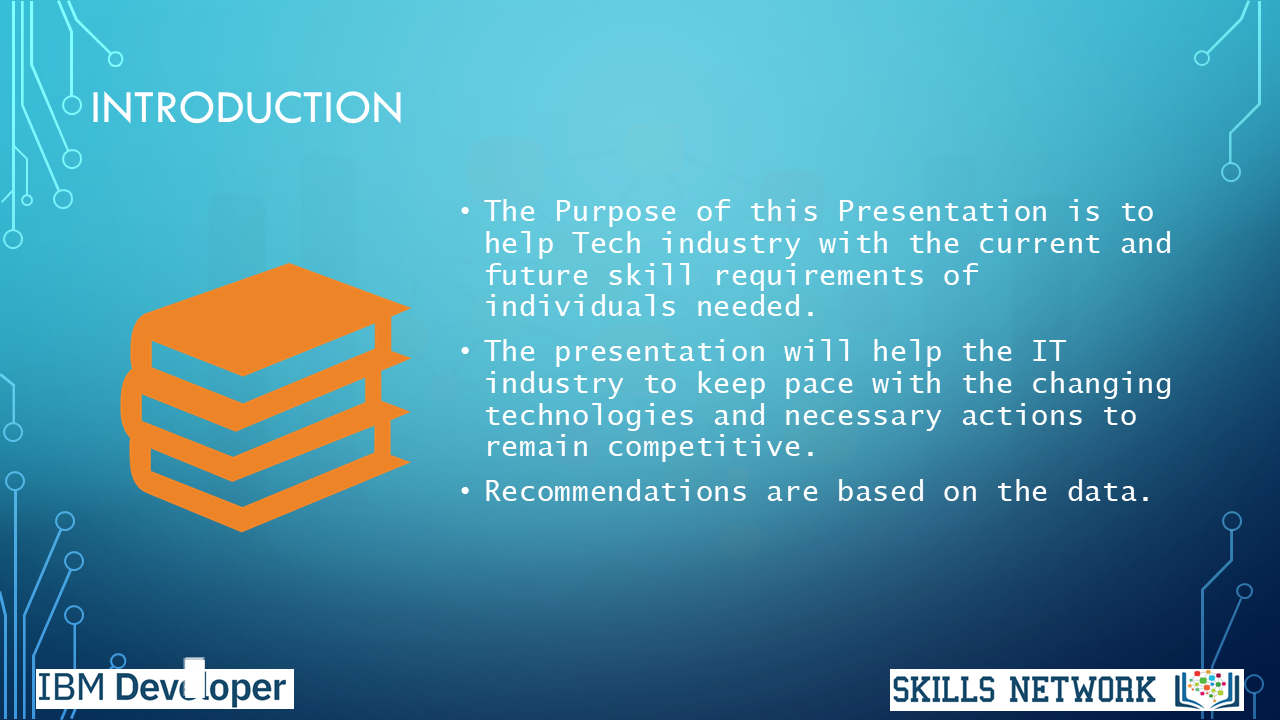 INTRODUCTION
• The Purpose of this Presentation is to
help Tech industry with the current and
future skill requirements of
individuals needed.
• The presentation will help the IT
industry to keep pace with the changing
technologies and necessary actions to
remain competitive.
• Recommendations are based on the data.
IBM Developer
SKILLS NETWORK